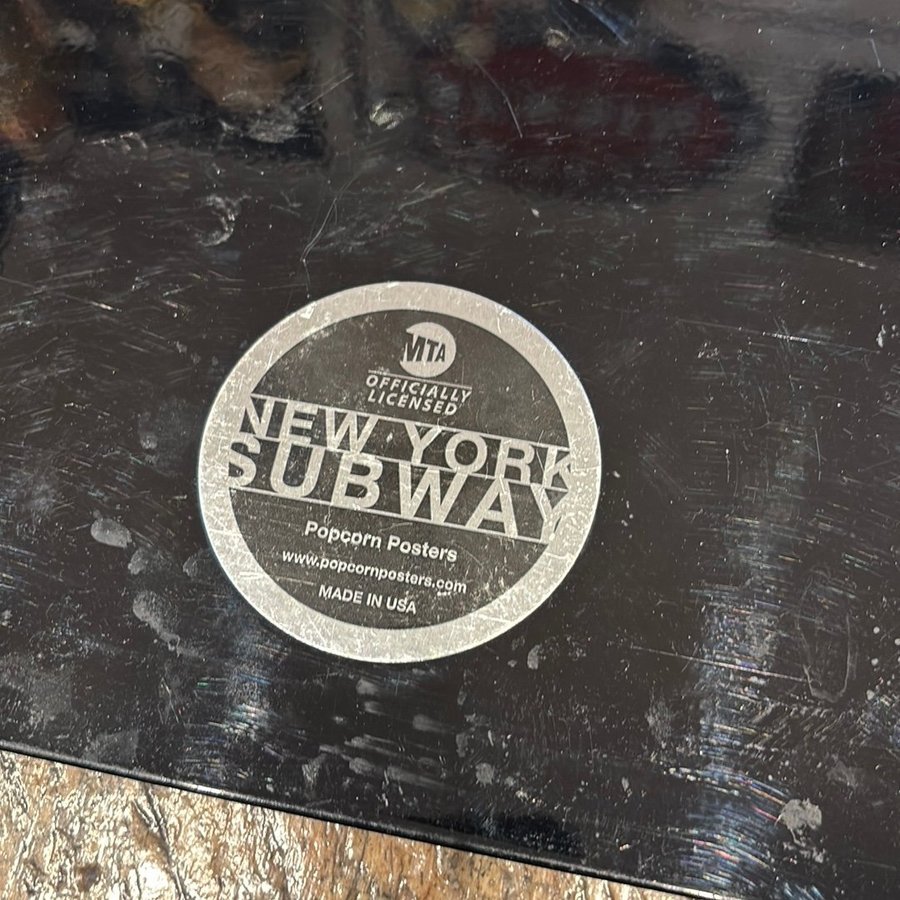 MTA
OFFICIALLY
LICENSED
NEW YORK
SUBWAY
Popcorn Posters
www.popcornposters.com
MADE IN USA